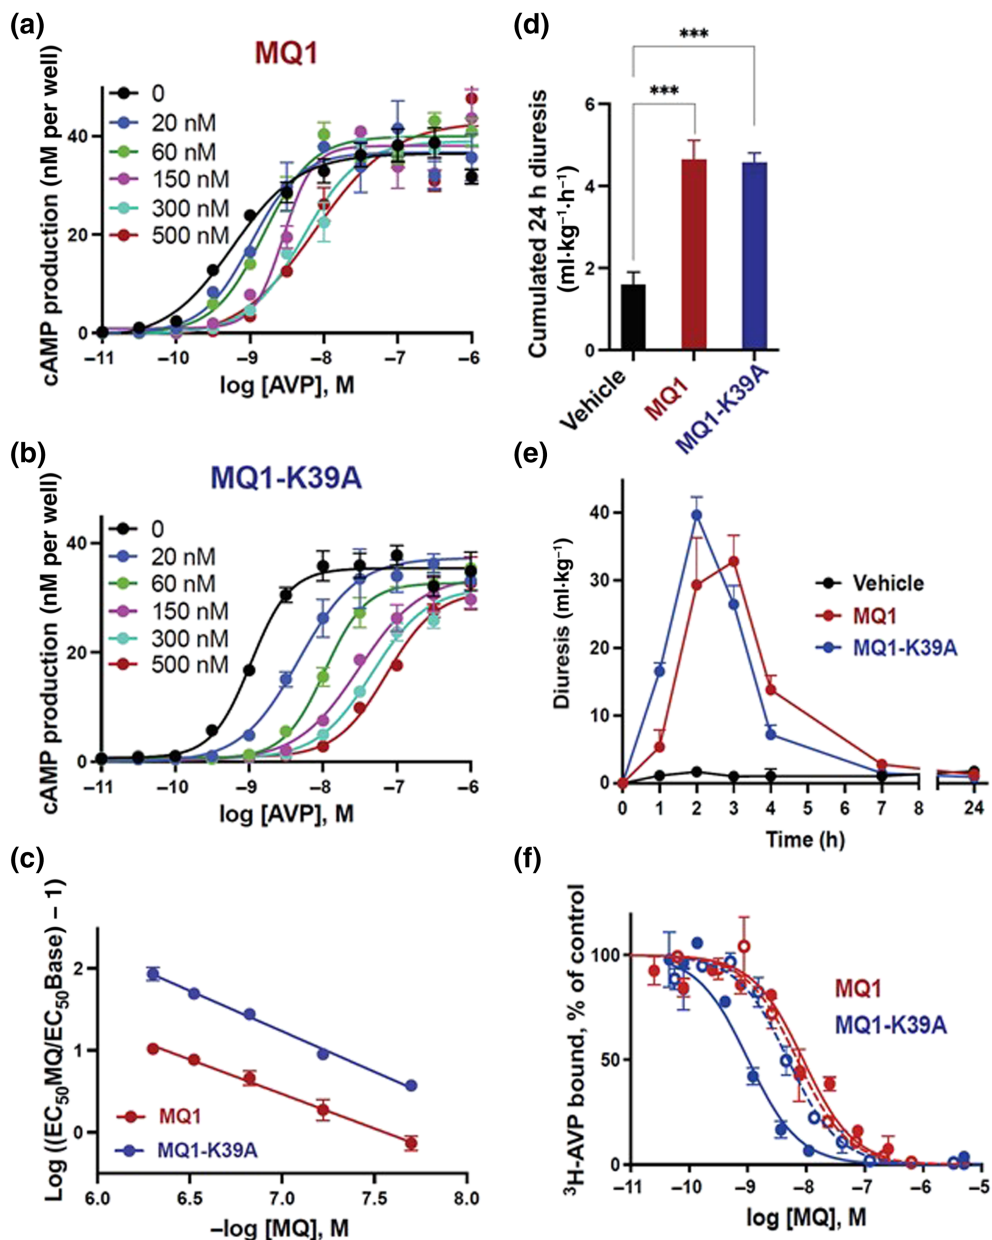 (a)
MQ1
cAMP production (nM per well)
0
20 nM
60 nM
150 nM
300 nM
500 nM
40
20
0
–11
–10
–9
–8
–7
–6
log [AVP], M
(b)
MQ1-K39A
cAMP production (nM per well)
0
20 nM
60 nM
150 nM
300 nM
500 nM
40
20
0
–11
–10
–9
–8
–7
–6
log [AVP], M
(c)
Log ((EC₅₀MQ/EC₅₀Base) – 1)
2
1
0
MQ1
MQ1-K39A
6.0
6.5
7.0
7.5
8.0
–log [MQ], M
(d)
Cumulated 24 h diuresis
(ml·kg⁻¹·h⁻¹)
***
***
6
4
2
0
Vehicle
MQ1
MQ1-K39A
(e)
Diuresis (ml·kg⁻¹)
40
30
20
10
0
Vehicle
MQ1
MQ1-K39A
0
1
2
3
4
5
6
7
8
24
Time (h)
(f)
³H-AVP bound, % of control
100
50
0
MQ1
MQ1-K39A
–11
–10
–9
–8
–7
–6
–5
log [MQ], M